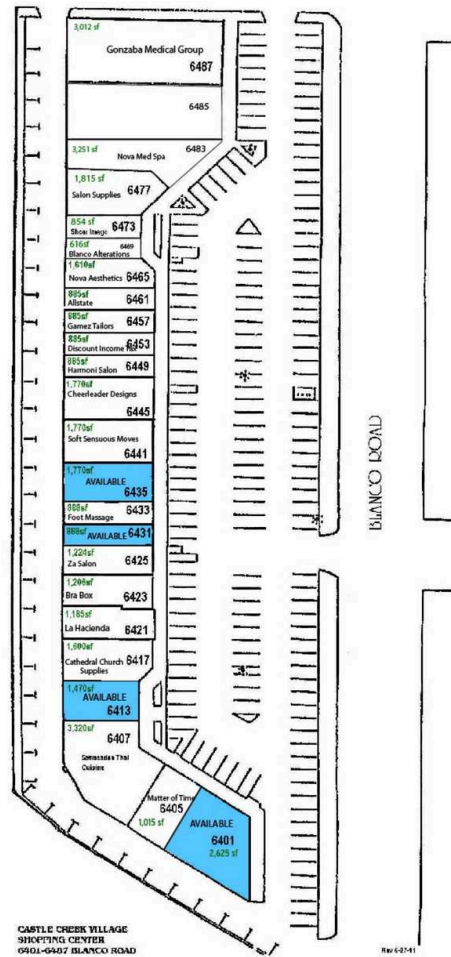 3,012 sf
Gonzaba Medical Group
6487
6485
3,251 sf
6483
Nova Med Spa
1,815 sf
Salon Supplies 6477
854 sf
6473
616sf 6469
Blanco Alterations
1,610sf
Nova Aesthetics 6465
885sf
Allstate 6461
885sf
Gamez Tailors 6457
885sf
Discount Income Tax 6453
885sf
Harmoni Salon 6449
1,770sf
Cheerleader Designs
6445
1,770sf
Soft Sensuous Moves
6441
1,770sf
AVAILABLE
6435
888sf 6433
Foot Massage
888sf AVAILABLE 6431
1,224sf
Za Salon 6425
1,206sf
Bra Box 6423
1,185sf
La Hacienda 6421
1,600sf
Cathedral Church 6417
Supplies
1,470sf
AVAILABLE
6413
3,320sf
6407
Thai
Cuisine
Matter of Time
6405
1,015 sf
AVAILABLE
6401
2,625 sf
BLANCO ROAD
CASTLE CREEK VILLAGE
SHOPPING CENTER
6401-6487 BLANCO ROAD